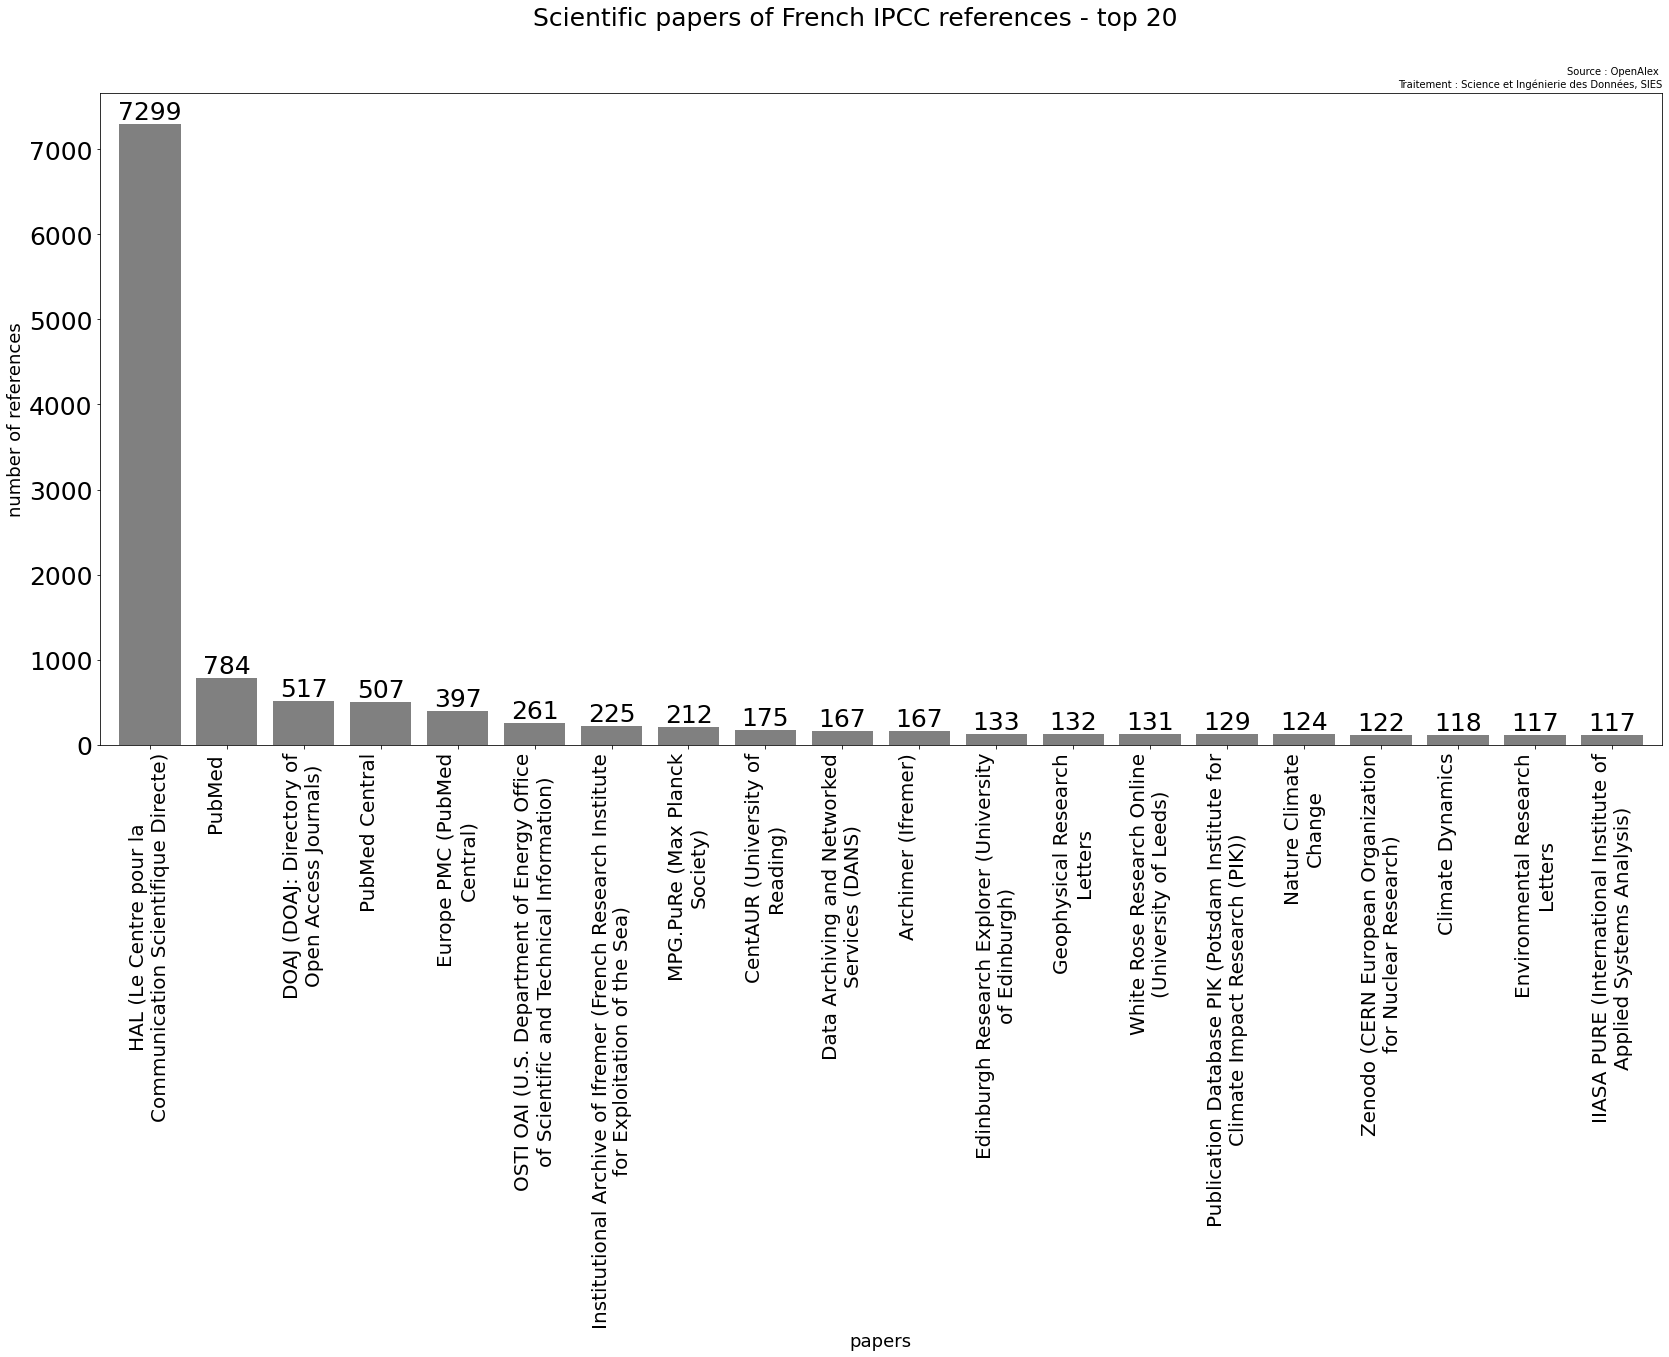 Scientific papers of French IPCC references - top 20
Source : OpenAlex
Traitement : Science et Ingénierie des Données, SIES
number of references
7000
6000
5000
4000
3000
2000
1000
0
7299
784
517
507
397
261
225
212
175
167
167
133
132
131
129
124
122
118
117
117
HAL (Le Centre pour la
Communication Scientifique Directe)
PubMed
DOAJ (DOAJ: Directory of
Open Access Journals)
PubMed Central
Europe PMC (PubMed
Central)
OSTI OAI (U.S. Department of Energy Office
of Scientific and Technical Information)
Institutional Archive of Ifremer (French Research Institute
for Exploitation of the Sea)
MPG.PuRe (Max Planck
Society)
CentAUR (University of
Reading)
Data Archiving and Networked
Services (DANS)
Archimer (Ifremer)
Edinburgh Research Explorer (University
of Edinburgh)
Geophysical Research
Letters
White Rose Research Online
(University of Leeds)
Publication Database PIK (Potsdam Institute for
Climate Impact Research (PIK))
Nature Climate
Change
Zenodo (CERN European Organization
for Nuclear Research)
Climate Dynamics
Environmental Research
Letters
IIASA PURE (International Institute of
Applied Systems Analysis)
papers